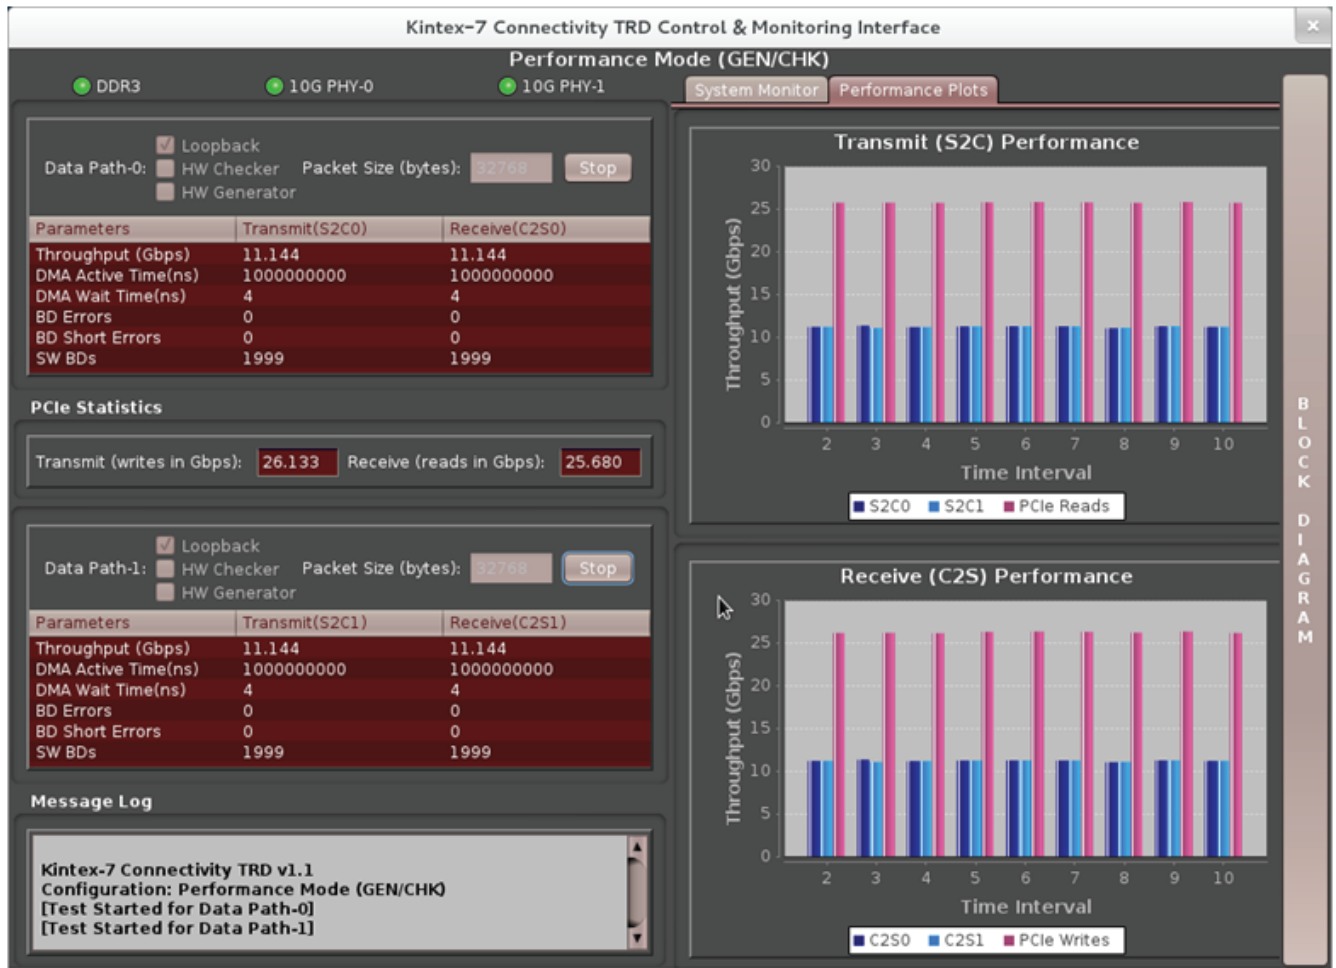 Kintex-7 Connectivity TRD Control & Monitoring Interface
Performance Mode (GEN/CHK)
DDR3 10G PHY-0 10G PHY-1
System Monitor Performance Plots
Data Path-0:
Loopback
HW Checker
HW Generator
Packet Size (bytes): 32768 Stop
Parameters Transmit(S2C0) Receive(C2S0)
Throughput (Gbps) 11.144 11.144
DMA Active Time(ns) 1000000000 1000000000
DMA Wait Time(ns) 4 4
BD Errors 0 0
BD Short Errors 0 0
SW BDs 1999 1999
PCIe Statistics
Transmit (writes in Gbps): 26.133 Receive (reads in Gbps): 25.680
Data Path-1:
Loopback
HW Checker
HW Generator
Packet Size (bytes): 32768 Stop
Parameters Transmit(S2C1) Receive(C2S1)
Throughput (Gbps) 11.144 11.144
DMA Active Time(ns) 1000000000 1000000000
DMA Wait Time(ns) 4 4
BD Errors 0 0
BD Short Errors 0 0
SW BDs 1999 1999
Message Log
Kintex-7 Connectivity TRD v1.1
Configuration: Performance Mode (GEN/CHK)
[Test Started for Data Path-0]
[Test Started for Data Path-1]
Transmit (S2C) Performance
Throughput (Gbps)
30
25
20
15
10
5
0
2 3 4 5 6 7 8 9 10
Time Interval
S2C0 S2C1 PCIe Reads
Receive (C2S) Performance
Throughput (Gbps)
30
25
20
15
10
5
0
2 3 4 5 6 7 8 9 10
Time Interval
C2S0 C2S1 PCIe Writes
BLOCK DIAGRAM